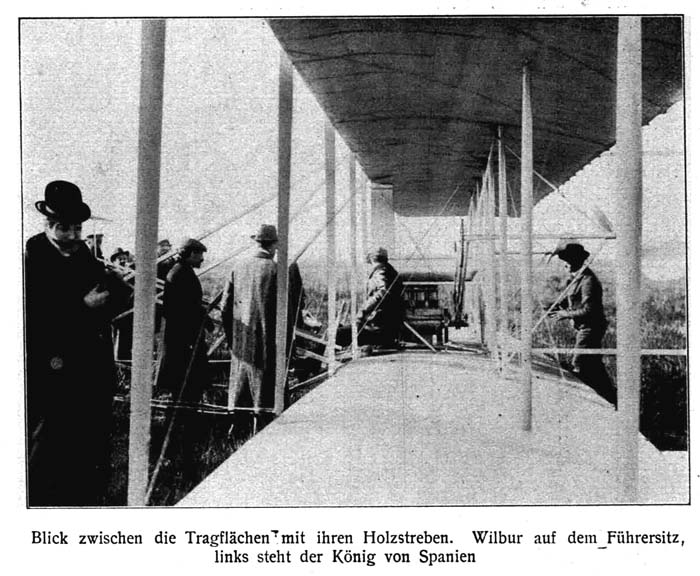 Blick zwischen die Tragflächen mit ihren Holzstreben. Wilbur auf dem Führersitz,
links steht der König von Spanien